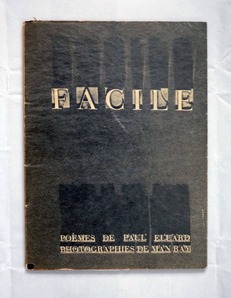 FACILE
POÈMES DE PAUL ELUARD
PHOTOGRAPHIES DE MAN RAY